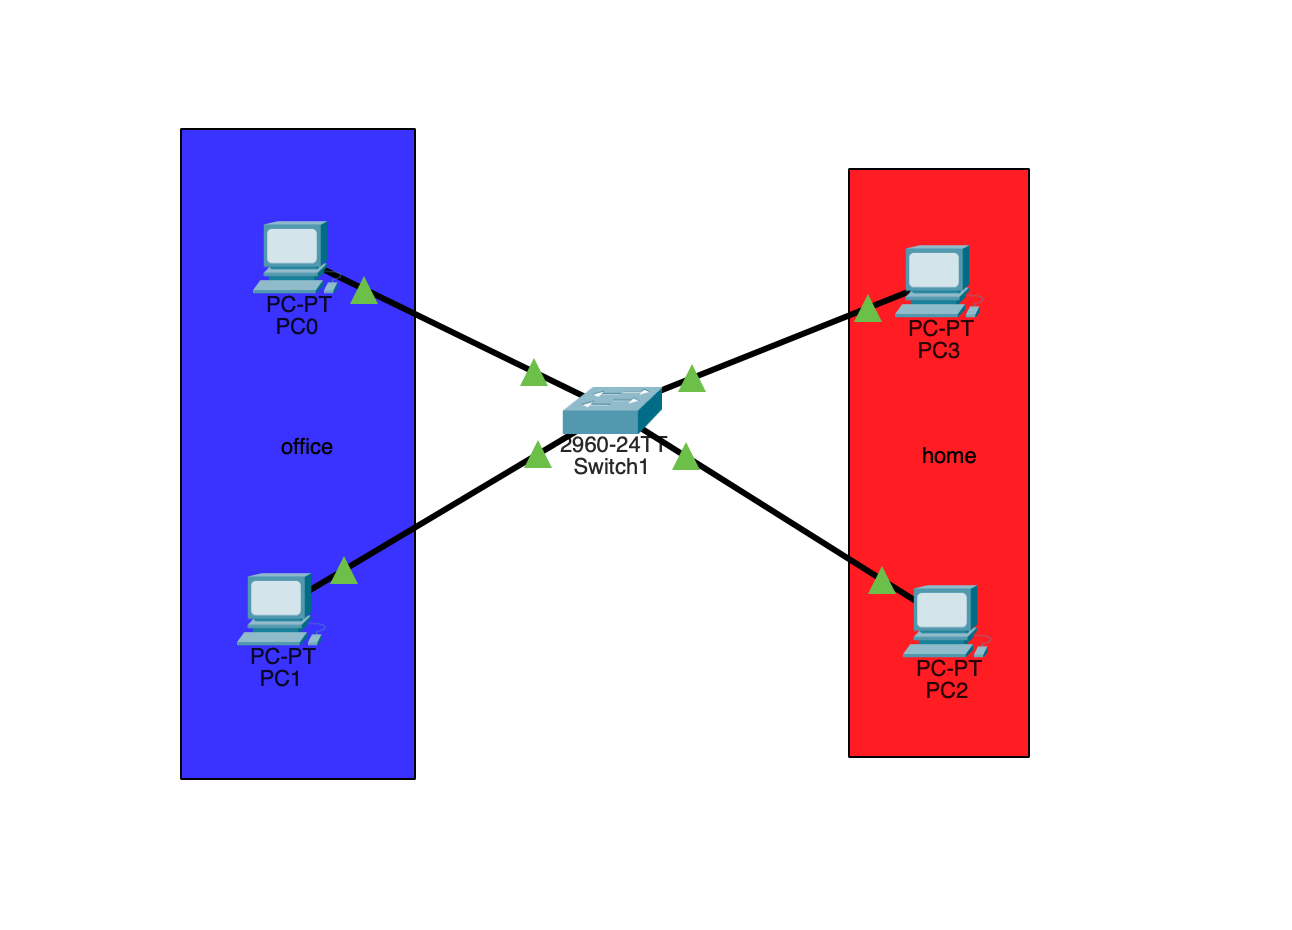 PC-PT
PC0
PC-PT
PC3
office
2960-24TT
Switch1
home
PC-PT
PC1
PC-PT
PC2